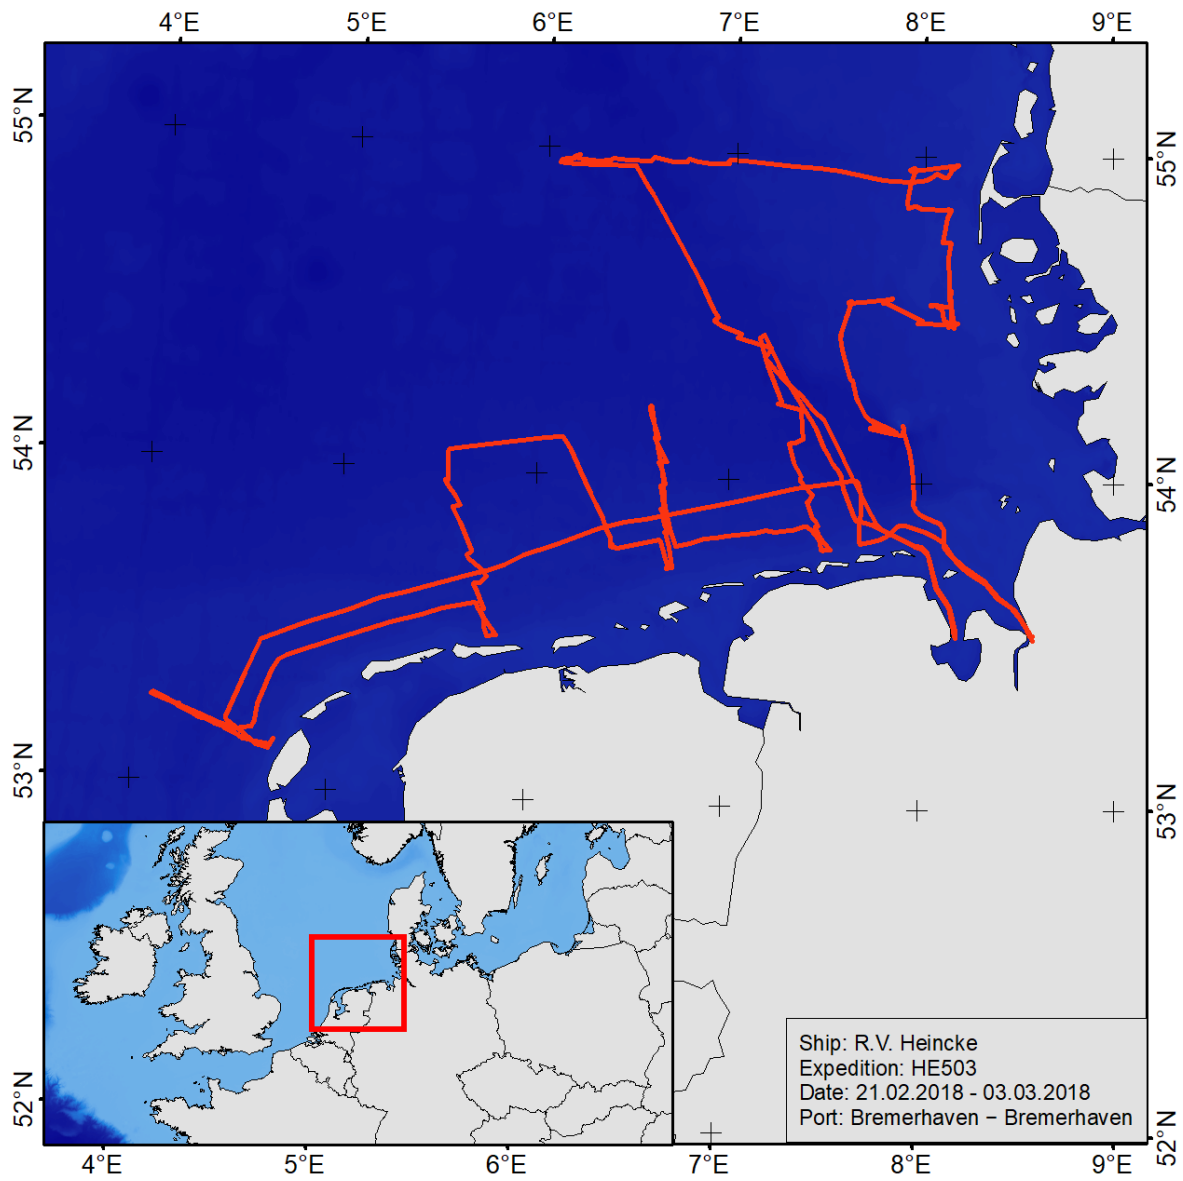 4°E 5°E 6°E 7°E 8°E 9°E
55°N 55°N
54°N 54°N
53°N 53°N
52°N 52°N
Ship: R.V. Heincke
Expedition: HE503
Date: 21.02.2018 - 03.03.2018
Port: Bremerhaven − Bremerhaven
4°E 5°E 6°E 7°E 8°E 9°E